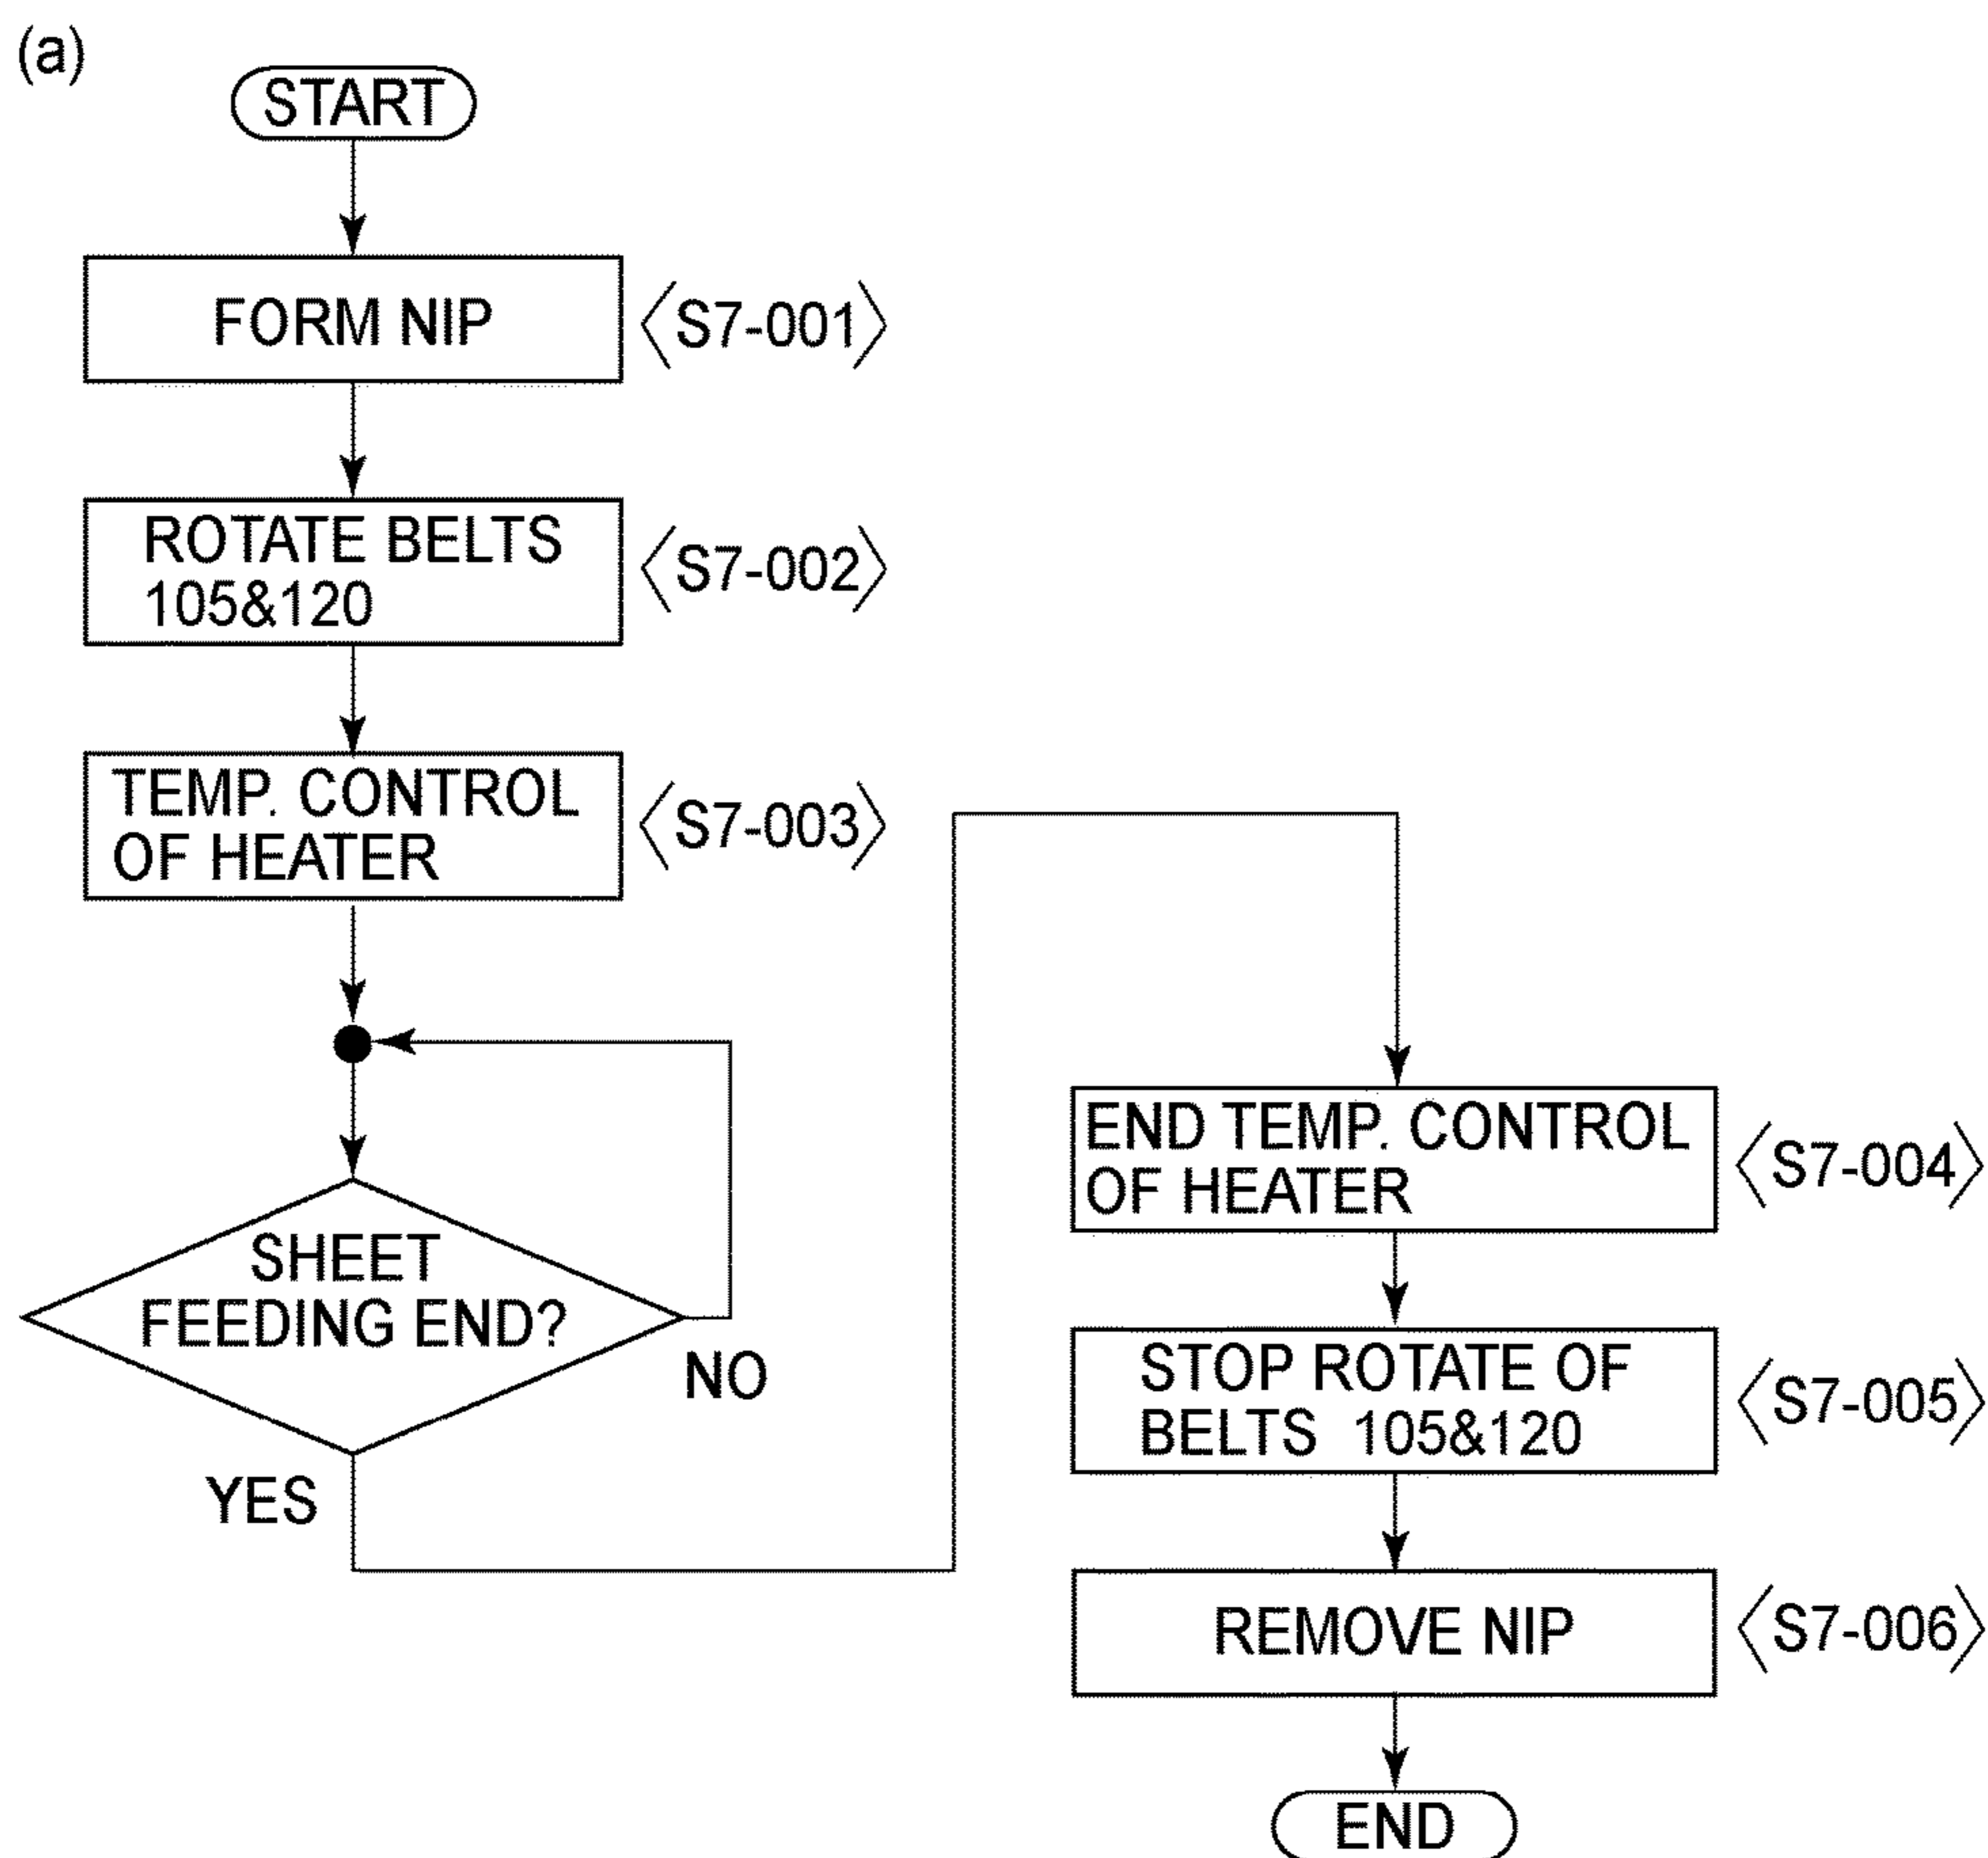 (a)
START
FORM NIP
〈S7-001〉
ROTATE BELTS
105&120
〈S7-002〉
TEMP. CONTROL
OF HEATER
〈S7-003〉
SHEET
FEEDING END?
NO
YES
END TEMP. CONTROL
OF HEATER
〈S7-004〉
STOP ROTATE OF
BELTS 105&120
〈S7-005〉
REMOVE NIP
〈S7-006〉
END